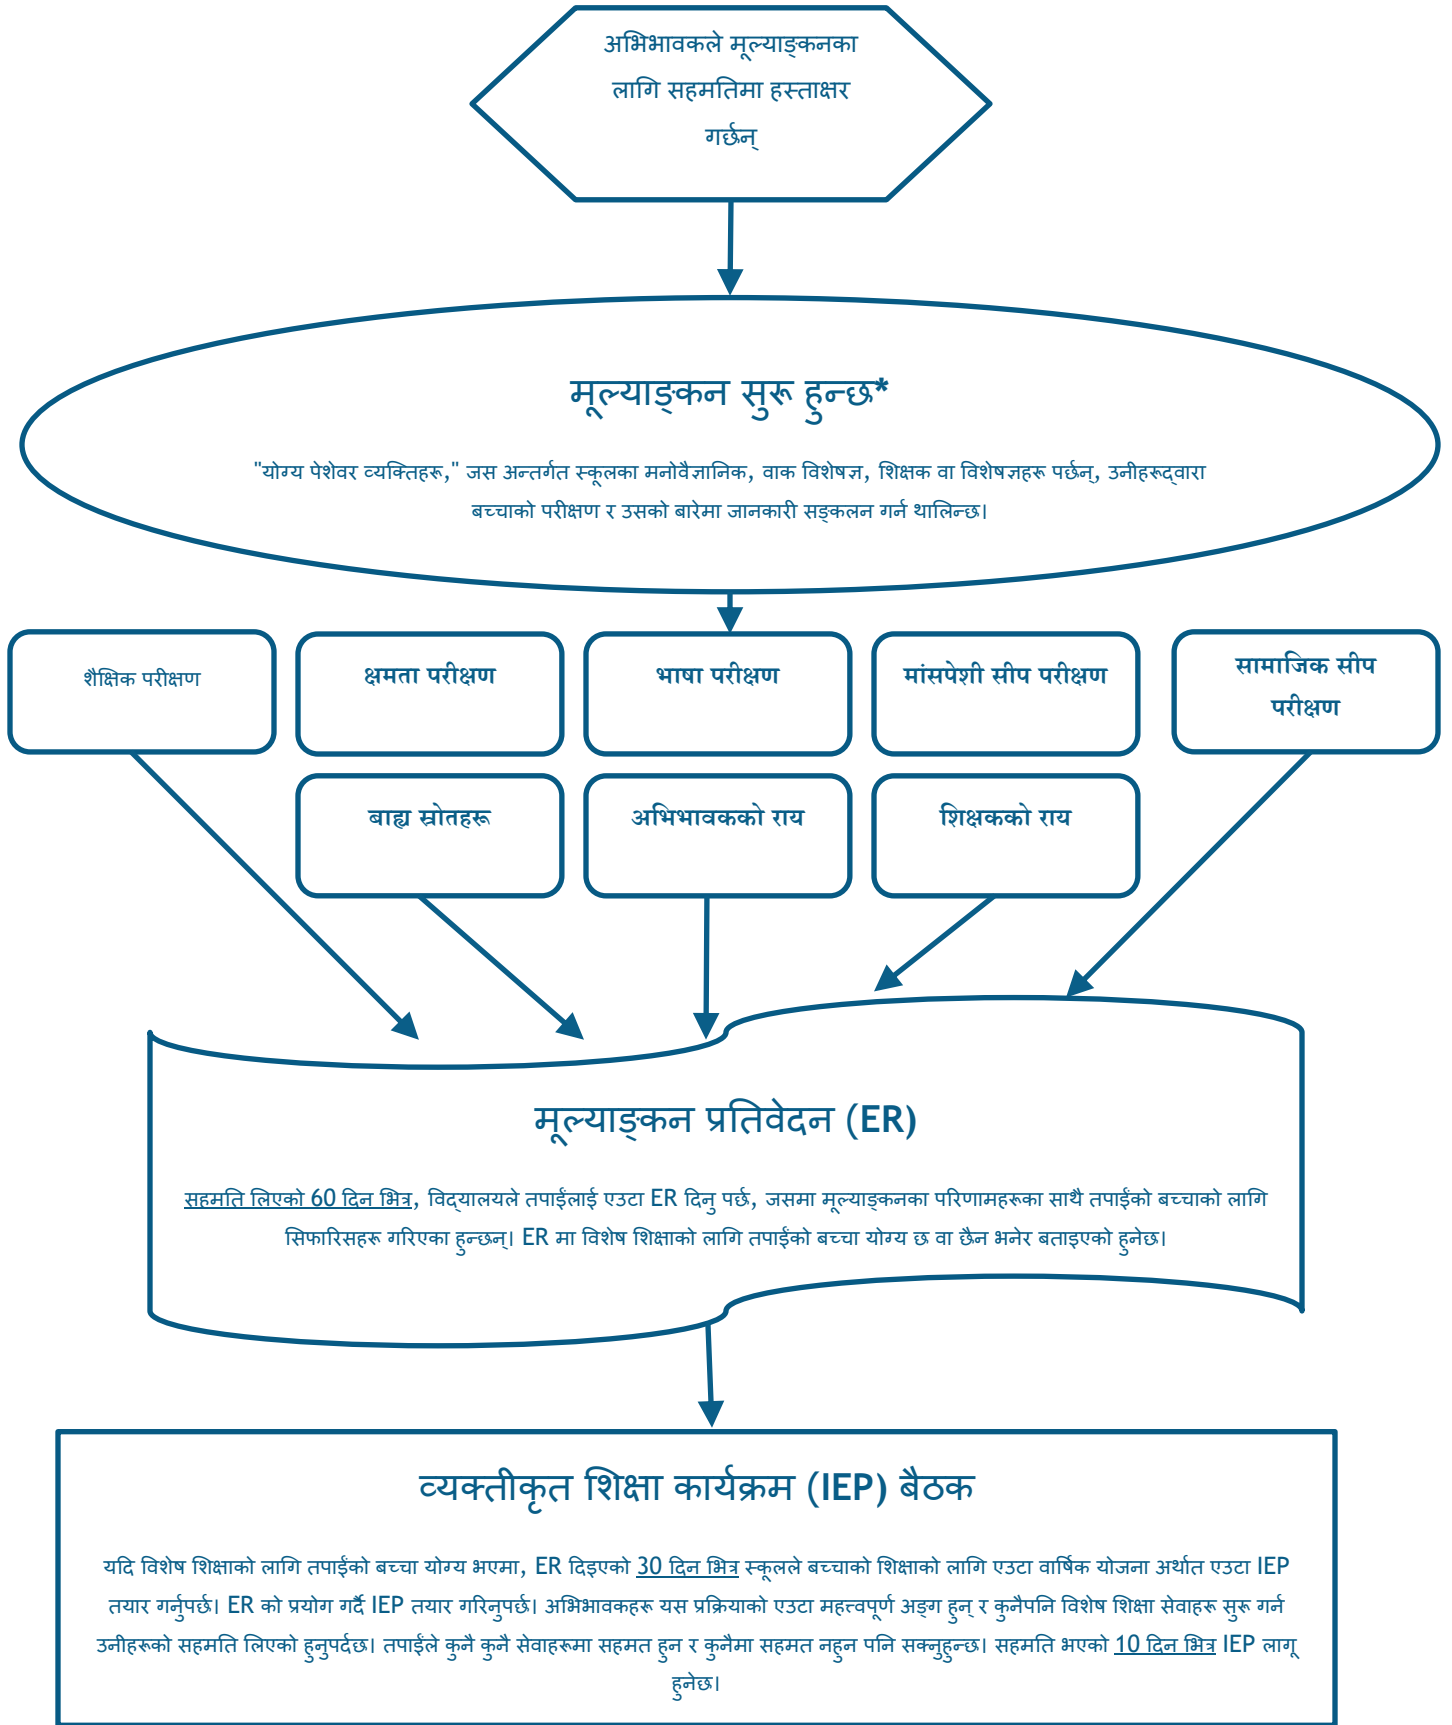 अभिभावकले मूल्याङ्कनका
लागि सहमतिमा हस्ताक्षर
गर्छन्
मूल्याङ्कन सुरू हुन्छ*
"योग्य पेशेवर व्यक्तिहरू," जस अन्तर्गत स्कूलका मनोवैज्ञानिक, वाक विशेषज्ञ, शिक्षक वा विशेषज्ञहरू पर्छन्, उनीहरूद्वारा
बच्चाको परीक्षण र उसको बारेमा जानकारी सङ्कलन गर्न थालिन्छ।
शैक्षिक परीक्षण
क्षमता परीक्षण
भाषा परीक्षण
मांसपेशी सीप परीक्षण
सामाजिक सीप
परीक्षण
बाह्य स्रोतहरू
अभिभावकको राय
शिक्षकको राय
मूल्याङ्कन प्रतिवेदन (ER)
सहमति लिएको 60 दिन भित्र, विद्यालयले तपाईंलाई एउटा ER दिनु पर्छ, जसमा मूल्याङ्कनका परिणामहरूका साथै तपाईंको बच्चाको लागि
सिफारिसहरू गरिएका हुन्छन्। ER मा विशेष शिक्षाको लागि तपाईंको बच्चा योग्य छ वा छैन भनेर बताइएको हुनेछ।
व्यक्तीकृत शिक्षा कार्यक्रम (IEP) बैठक
यदि विशेष शिक्षाको लागि तपाईंको बच्चा योग्य भएमा, ER दिइएको 30 दिन भित्र स्कूलले बच्चाको शिक्षाको लागि एउटा वार्षिक योजना अर्थात एउटा IEP
तयार गर्नुपर्छ। ER को प्रयोग गर्दै IEP तयार गरिनुपर्छ। अभिभावकहरू यस प्रक्रियाको एउटा महत्त्वपूर्ण अङ्ग हुन् र कुनैपनि विशेष शिक्षा सेवाहरू सुरू गर्न
उनीहरूको सहमति लिएको हुनुपर्दछ। तपाईंले कुनै कुनै सेवाहरूमा सहमत हुन र कुनैमा सहमत नहुन पनि सक्नुहुन्छ। सहमति भएको 10 दिन भित्र IEP लागू
हुनेछ।